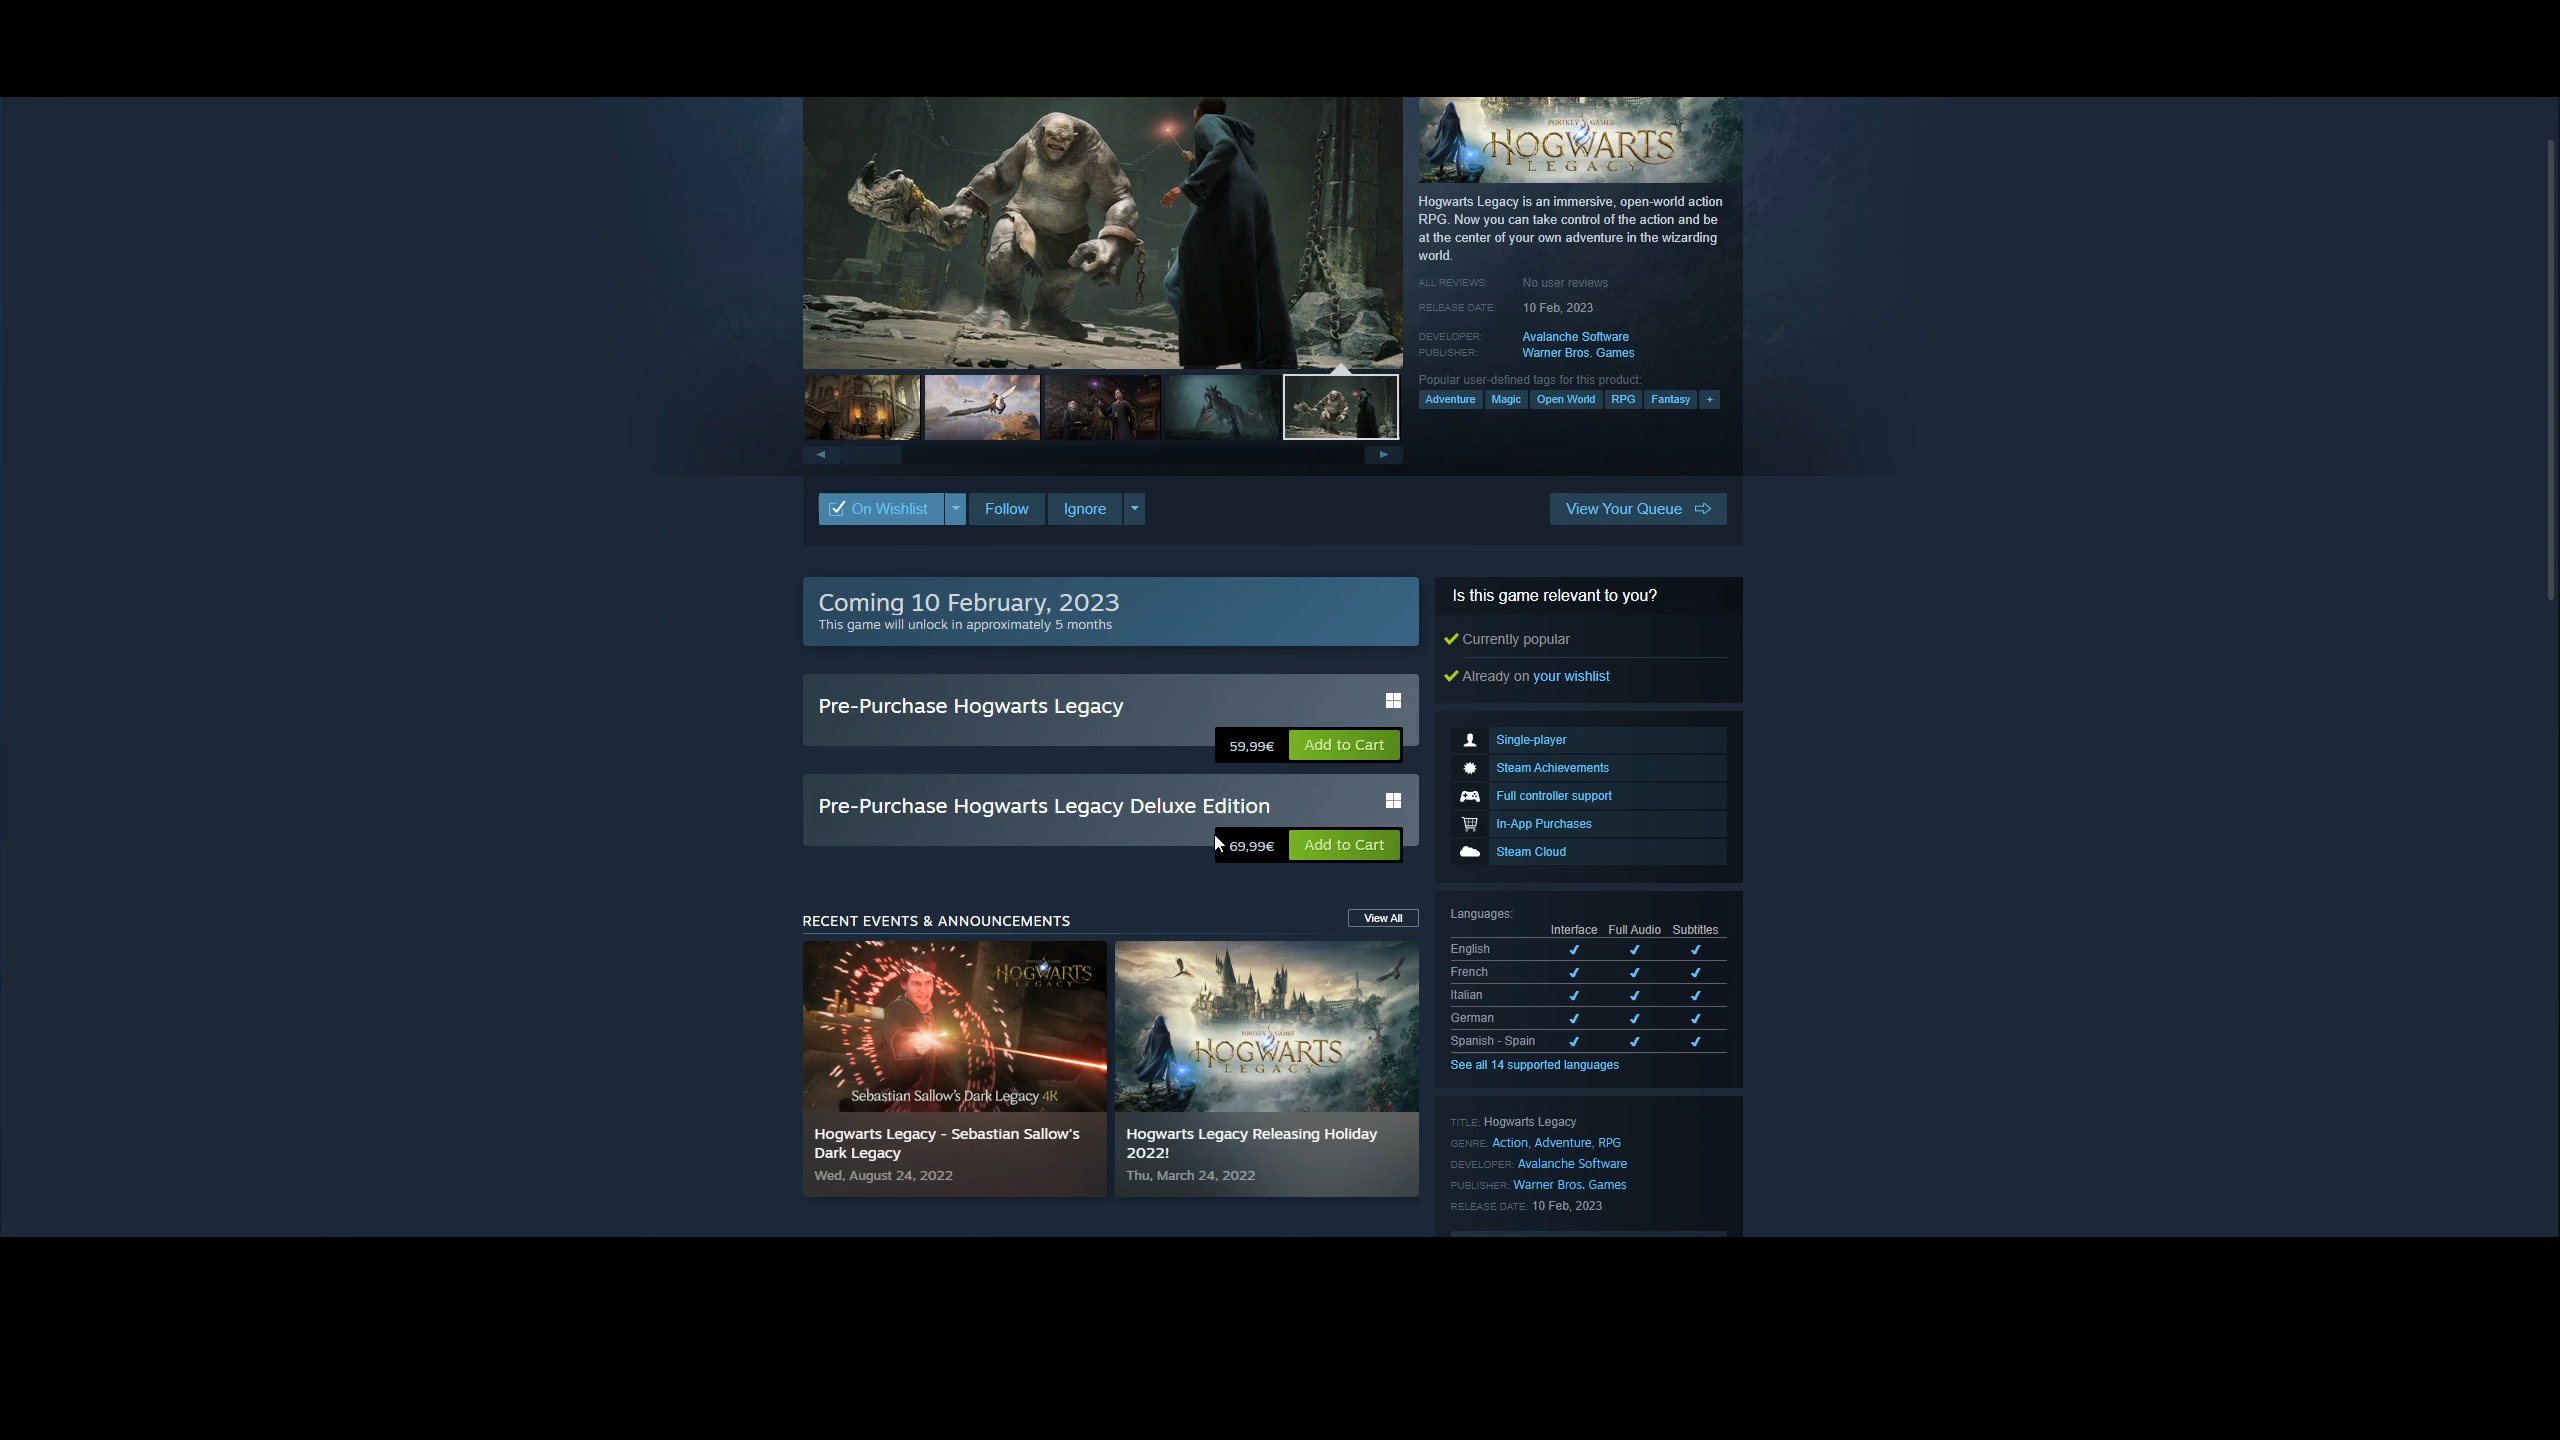 PORTKEY GAMES
HOGWARTS
LEGACY
Hogwarts Legacy is an immersive, open-world action
RPG. Now you can take control of the action and be
at the center of your own adventure in the wizarding
world.
ALL REVIEWS: No user reviews
RELEASE DATE: 10 Feb, 2023
DEVELOPER: Avalanche Software
PUBLISHER: Warner Bros. Games
Popular user-defined tags for this product:
Adventure Magic Open World RPG Fantasy +
On Wishlist Follow Ignore View Your Queue
Coming 10 February, 2023
This game will unlock in approximately 5 months
Pre-Purchase Hogwarts Legacy
59,99€ Add to Cart
Pre-Purchase Hogwarts Legacy Deluxe Edition
69,99€ Add to Cart
RECENT EVENTS & ANNOUNCEMENTS View All
HOGWARTS
LEGACY
Sebastian Sallow's Dark Legacy 4K
Hogwarts Legacy - Sebastian Sallow's
Dark Legacy
Wed, August 24, 2022
PORTKEY GAMES
HOGWARTS
LEGACY
Hogwarts Legacy Releasing Holiday
2022!
Thu, March 24, 2022
Is this game relevant to you?
Currently popular
Already on your wishlist
Single-player
Steam Achievements
Full controller support
In-App Purchases
Steam Cloud
Languages:
Interface Full Audio Subtitles
English ✔ ✔ ✔
French ✔ ✔ ✔
Italian ✔ ✔ ✔
German ✔ ✔ ✔
Spanish - Spain ✔ ✔ ✔
See all 14 supported languages
TITLE: Hogwarts Legacy
GENRE: Action, Adventure, RPG
DEVELOPER: Avalanche Software
PUBLISHER: Warner Bros. Games
RELEASE DATE: 10 Feb, 2023